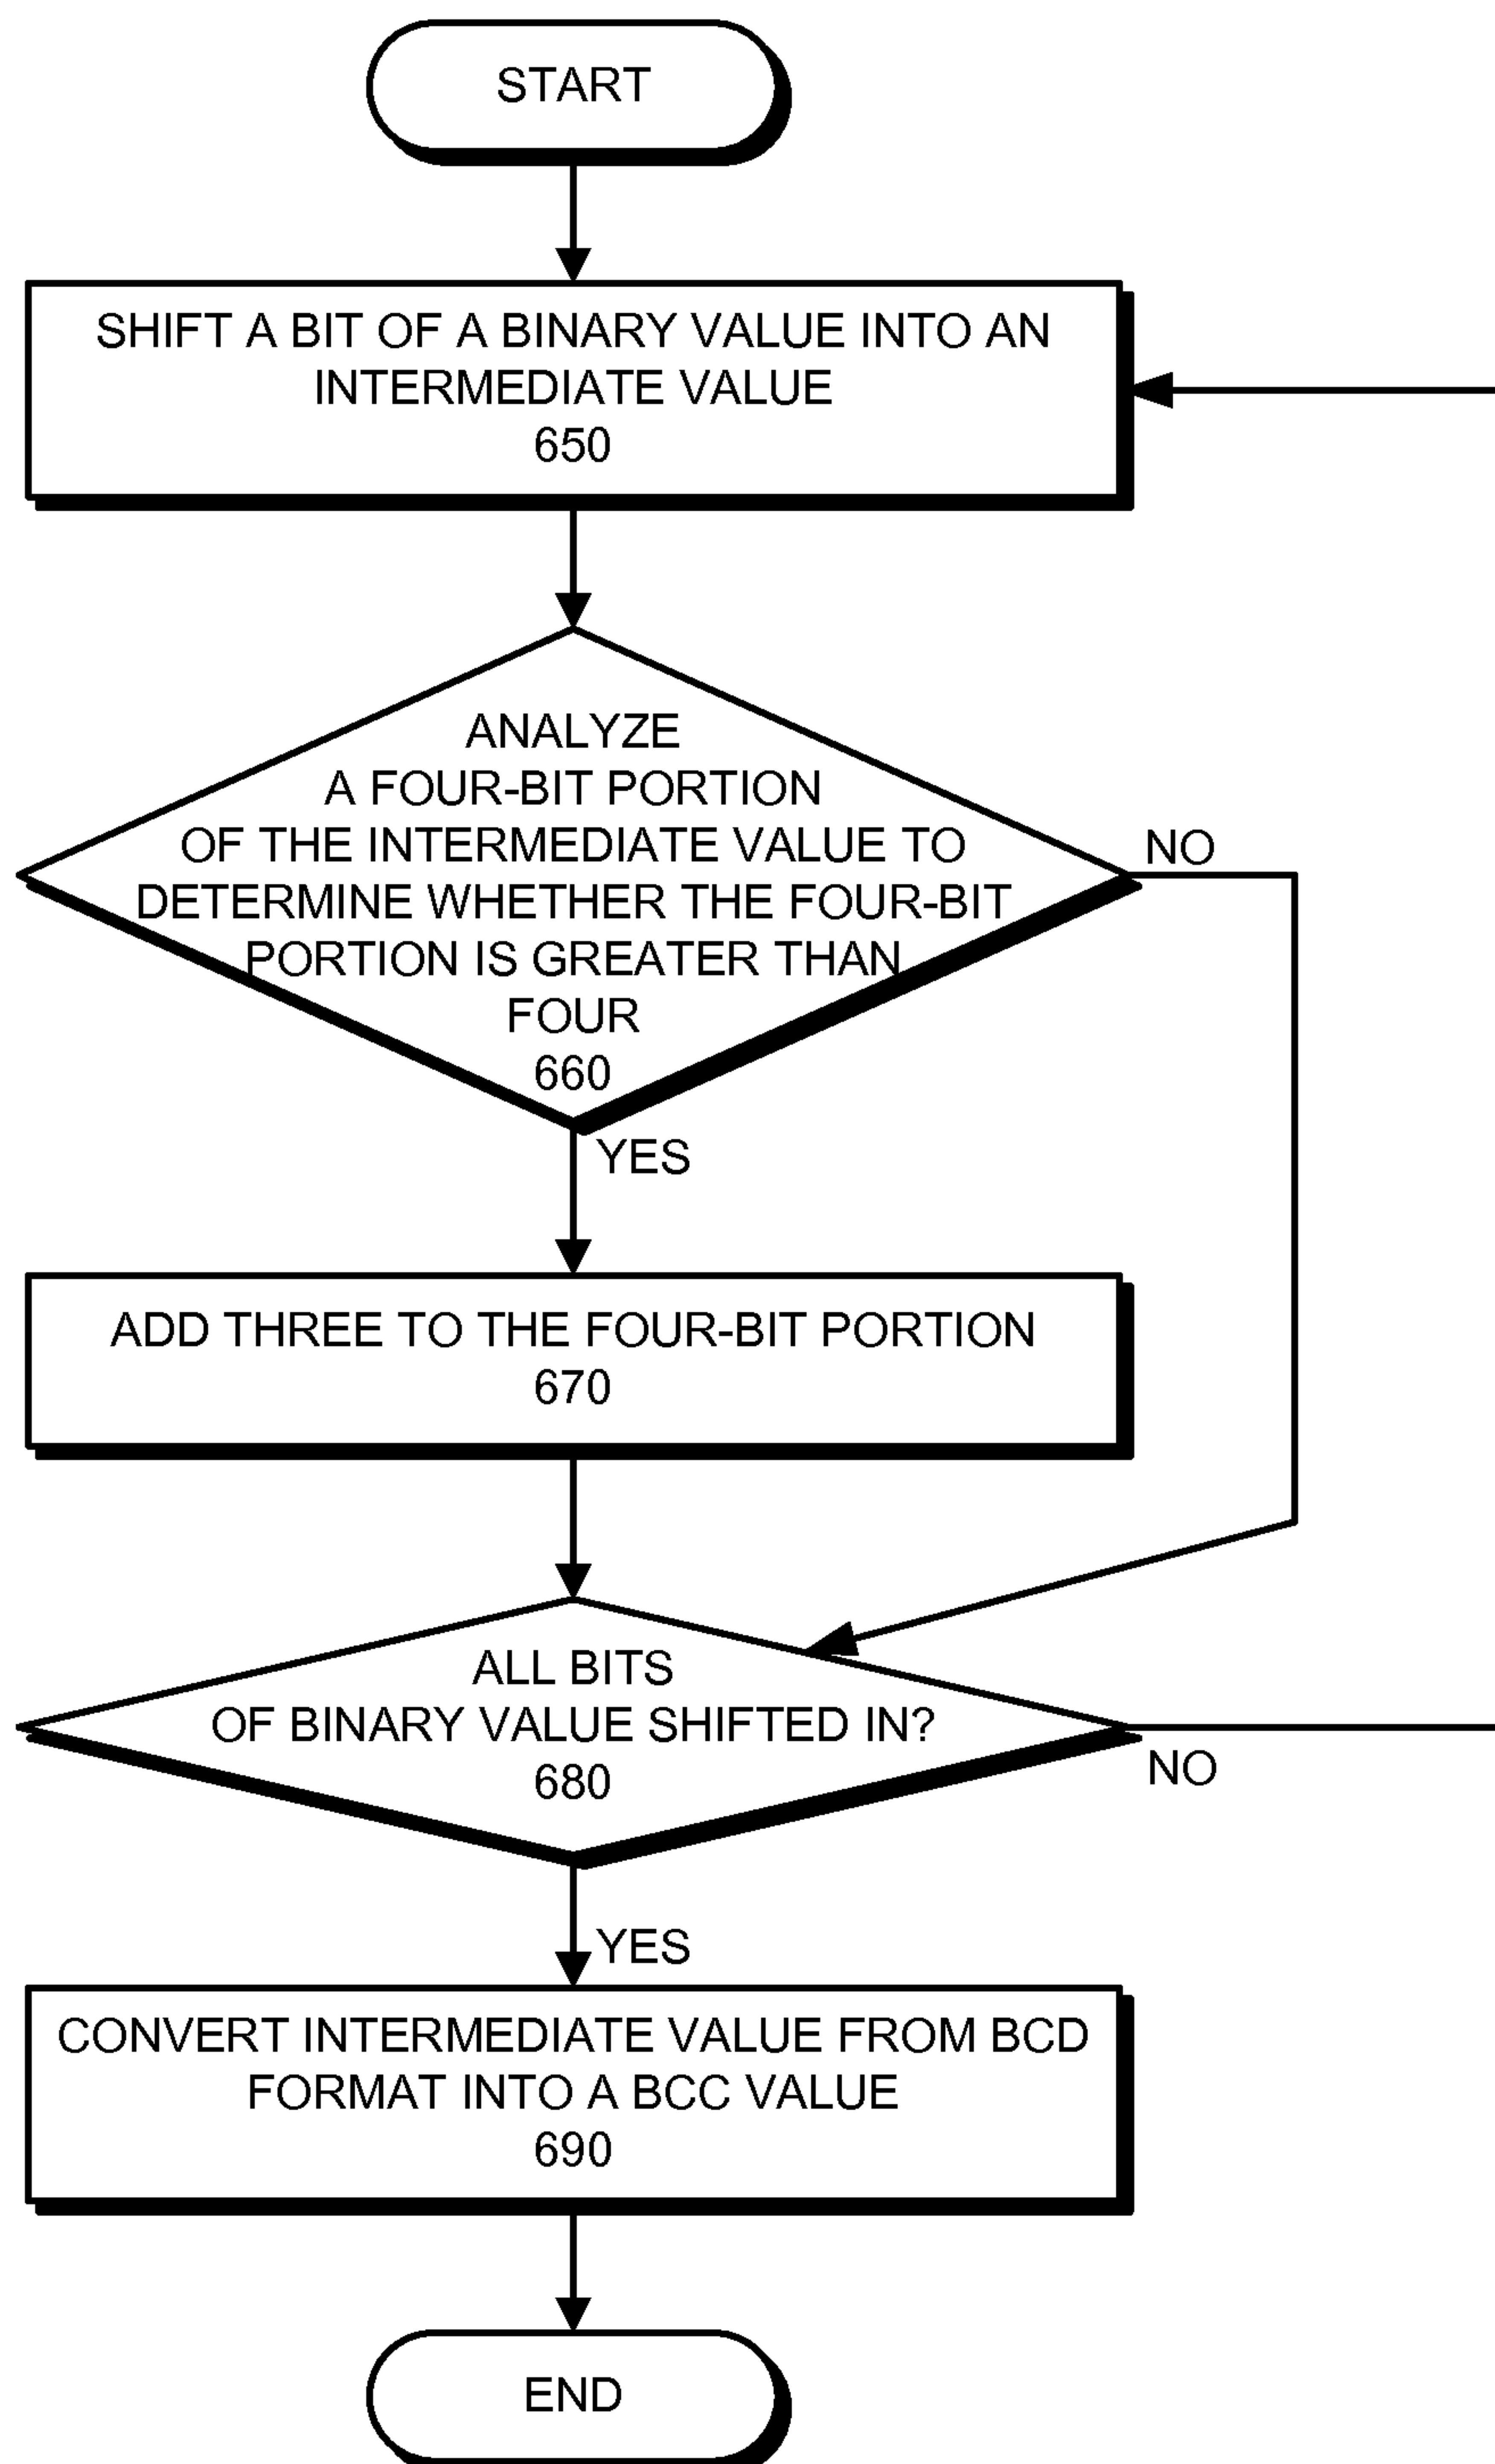 START
SHIFT A BIT OF A BINARY VALUE INTO AN
INTERMEDIATE VALUE
650
ANALYZE
A FOUR-BIT PORTION
OF THE INTERMEDIATE VALUE TO
DETERMINE WHETHER THE FOUR-BIT
PORTION IS GREATER THAN
FOUR
660
NO
YES
ADD THREE TO THE FOUR-BIT PORTION
670
ALL BITS
OF BINARY VALUE SHIFTED IN?
680
NO
YES
CONVERT INTERMEDIATE VALUE FROM BCD
FORMAT INTO A BCC VALUE
690
END